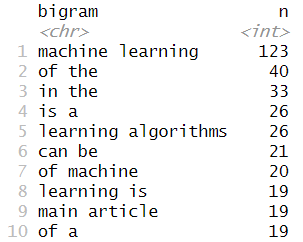 bigram n
<chr> <int>
1 machine learning 123
2 of the 40
3 in the 33
4 is a 26
5 learning algorithms 26
6 can be 21
7 of machine 20
8 learning is 19
9 main article 19
10 of a 19